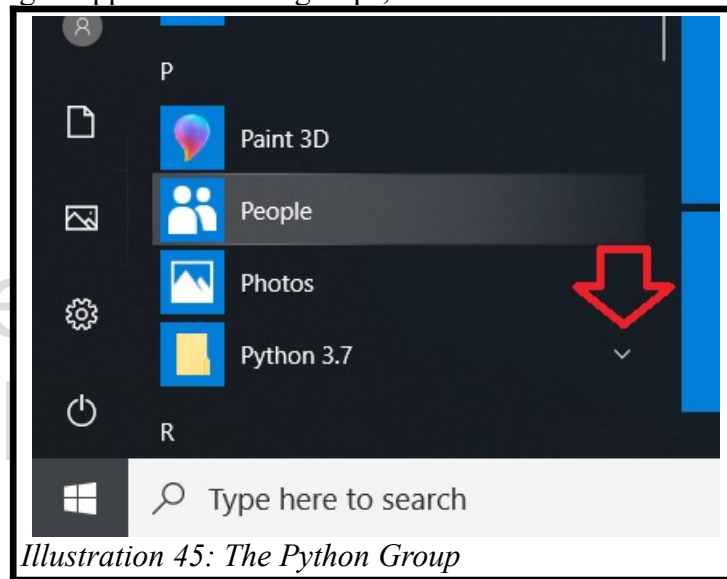 P
Paint 3D
People
Photos
Python 3.7
R
Type here to search
Illustration 45: The Python Group